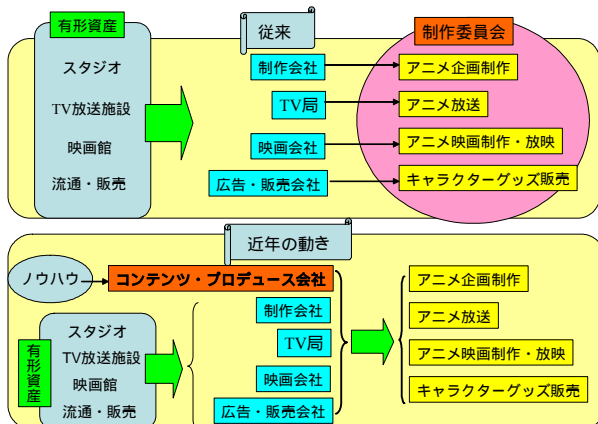 有形資産
従来
制作委員会
スタジオ
制作会社
アニメ企画制作
TV放送施設
TV局
アニメ放送
映画館
映画会社
アニメ映画制作・放映
流通・販売
広告・販売会社
キャラクターグッズ販売
近年の動き
ノウハウ
コンテンツ・プロデュース会社
アニメ企画制作
有形資産
スタジオ
制作会社
アニメ放送
TV放送施設
TV局
アニメ映画制作・放映
映画館
映画会社
キャラクターグッズ販売
流通・販売
広告・販売会社